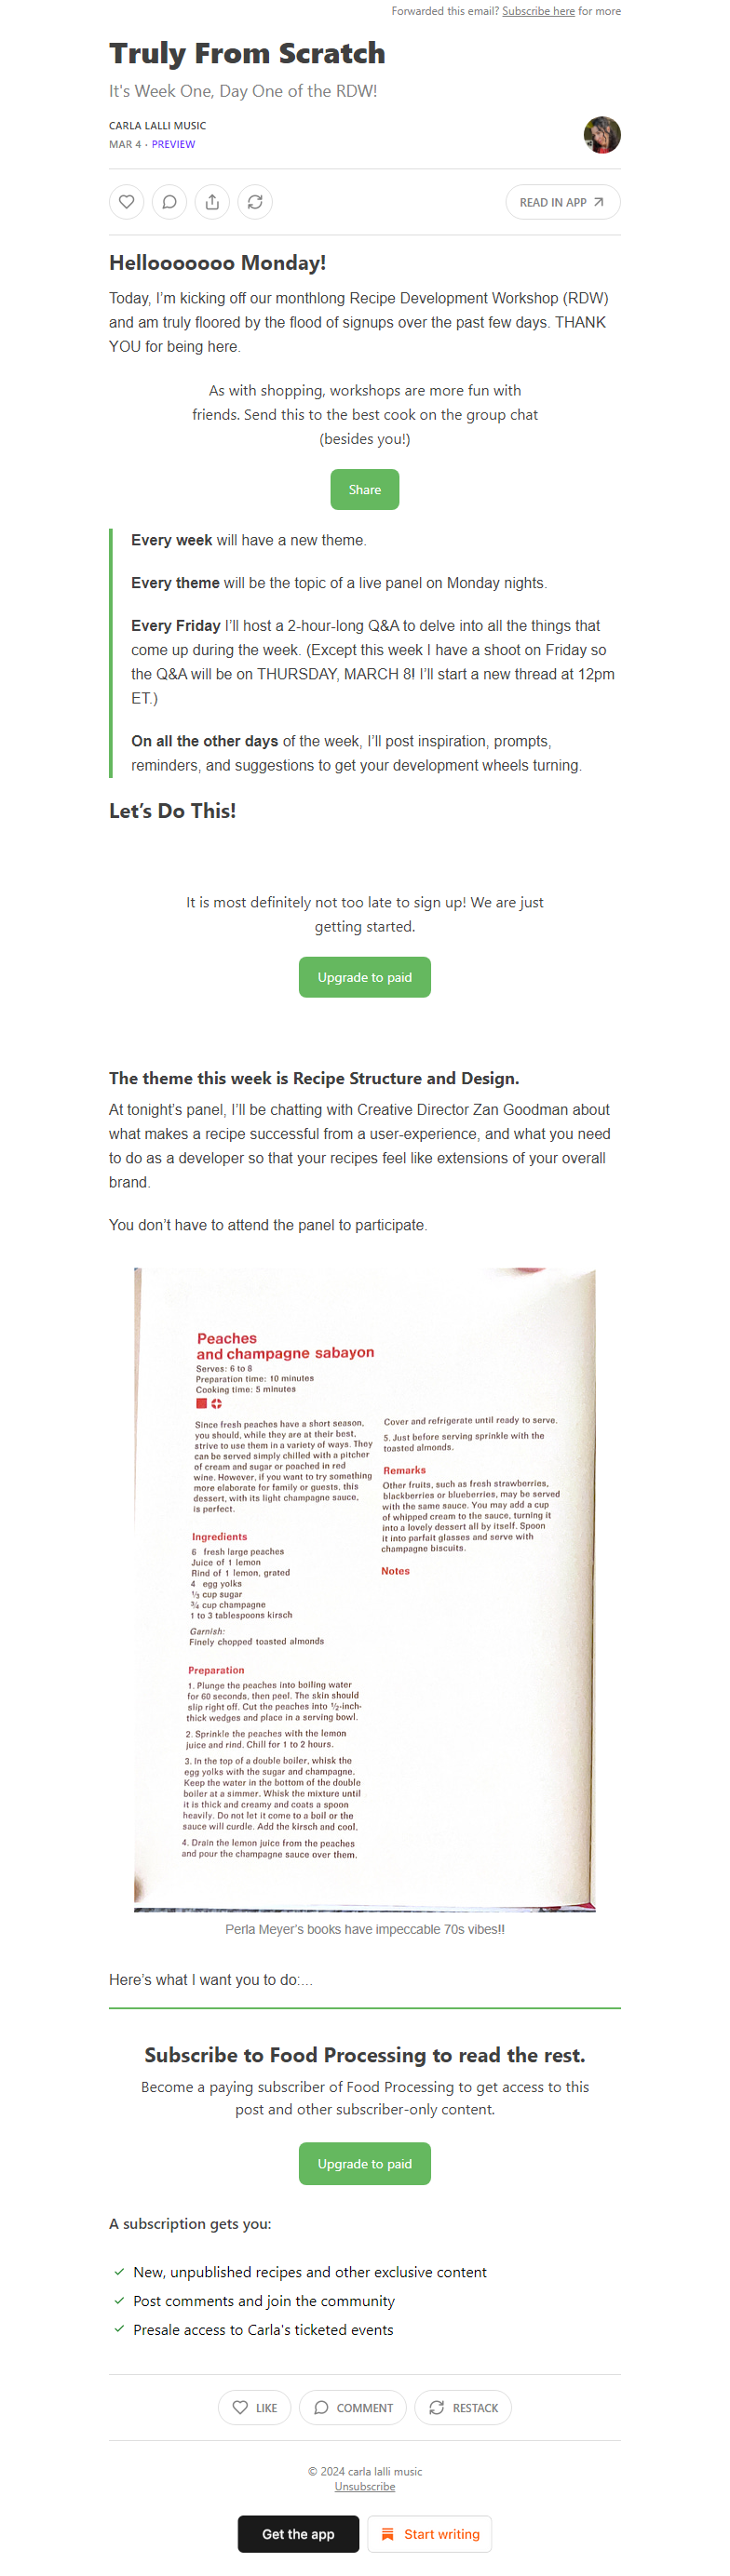 Forwarded this email? Subscribe here for more
Truly From Scratch
It's Week One, Day One of the RDW!
CARLA LALLI MUSIC
MAR 4 · PREVIEW
READ IN APP
Hellooooooo Monday!
Today, I’m kicking off our monthlong Recipe Development Workshop (RDW)
and am truly floored by the flood of signups over the past few days. THANK
YOU for being here.
As with shopping, workshops are more fun with
friends. Send this to the best cook on the group chat
(besides you!)
Share
Every week will have a new theme.
Every theme will be the topic of a live panel on Monday nights.
Every Friday I’ll host a 2-hour-long Q&A to delve into all the things that
come up during the week. (Except this week I have a shoot on Friday so
the Q&A will be on THURSDAY, MARCH 8! I’ll start a new thread at 12pm
ET.)
On all the other days of the week, I’ll post inspiration, prompts,
reminders, and suggestions to get your development wheels turning.
Let’s Do This!
It is most definitely not too late to sign up! We are just
getting started.
Upgrade to paid
The theme this week is Recipe Structure and Design.
At tonight’s panel, I’ll be chatting with Creative Director Zan Goodman about
what makes a recipe successful from a user-experience, and what you need
to do as a developer so that your recipes feel like extensions of your overall
brand.
You don’t have to attend the panel to participate.
Peaches
and champagne sabayon
Serves: 6 to 8
Preparation time: 10 minutes
Cooking time: 5 minutes
Since fresh peaches have a short season,
you should, while they are at their best,
strive to use them in a variety of ways. They
can be served simply chilled with a pitcher
of cream and sugar or poached in red
wine. However, if you want to try something
more elaborate for family or guests, this
dessert, with its light champagne sauce,
is perfect.
Ingredients
6 fresh large peaches
Juice of 1 lemon
Rind of 1 lemon, grated
4 egg yolks
⅓ cup sugar
¾ cup champagne
1 to 3 tablespoons kirsch
Garnish:
Finely chopped toasted almonds
Preparation
1. Plunge the peaches into boiling water
for 60 seconds, then peel. The skin should
slip right off. Cut the peaches into ½-inch-
thick wedges and place in a serving bowl.
2. Sprinkle the peaches with the lemon
juice and rind. Chill for 1 to 2 hours.
3. In the top of a double boiler, whisk the
egg yolks with the sugar and champagne.
Keep the water in the bottom of the double
boiler at a simmer. Whisk the mixture until
it is thick and creamy and coats a spoon
heavily. Do not let it come to a boil or the
sauce will curdle. Add the kirsch and cool.
4. Drain the lemon juice from the peaches
and pour the champagne sauce over them.
Cover and refrigerate until ready to serve.
5. Just before serving sprinkle with the
toasted almonds.
Remarks
Other fruits, such as fresh strawberries,
blackberries or blueberries, may be served
with the same sauce. You may add a cup
of whipped cream to the sauce, turning it
into a lovely dessert all by itself. Spoon
it into parfait glasses and serve with
champagne biscuits.
Notes
Perla Meyer’s books have impeccable 70s vibes!!
Here’s what I want you to do:...
Subscribe to Food Processing to read the rest.
Become a paying subscriber of Food Processing to get access to this
post and other subscriber-only content.
Upgrade to paid
A subscription gets you:
New, unpublished recipes and other exclusive content
Post comments and join the community
Presale access to Carla's ticketed events
LIKE COMMENT RESTACK
© 2024 carla lalli music
Unsubscribe
Get the app Start writing